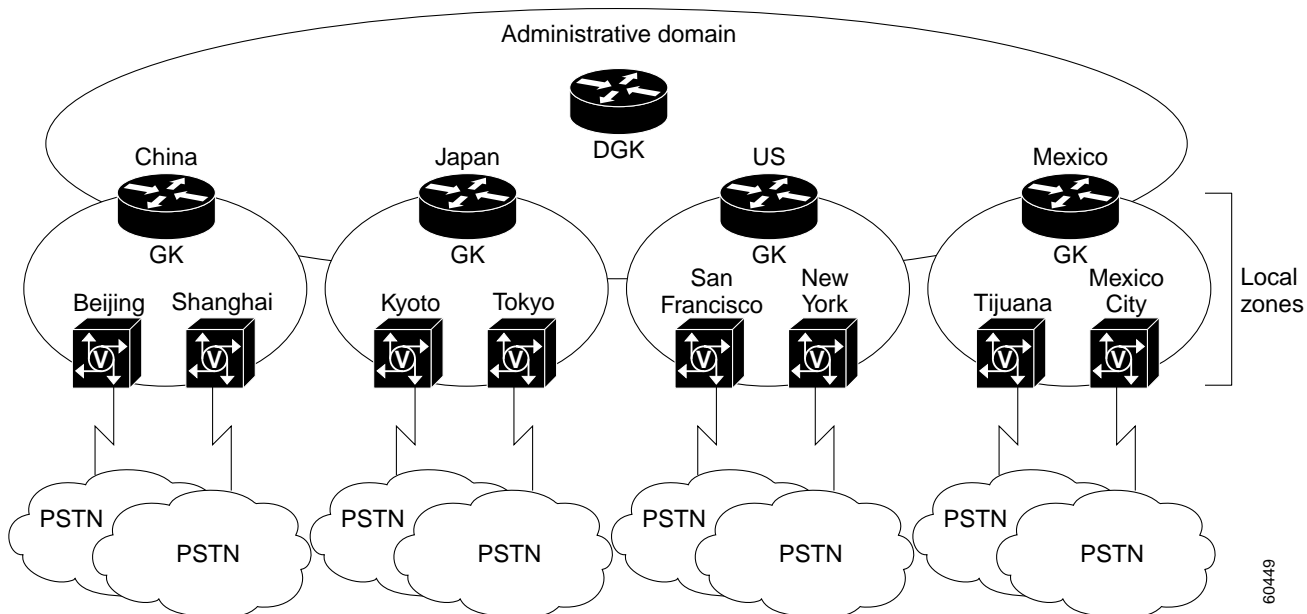 Administrative domain
DGK
China
Japan
US
Mexico
GK
GK
GK
GK
Beijing
Shanghai
Kyoto
Tokyo
San
Francisco
New
York
Tijuana
Mexico
City
Local
zones
V
V
V
V
V
V
V
V
PSTN
PSTN
PSTN
PSTN
PSTN
PSTN
PSTN
PSTN
60449